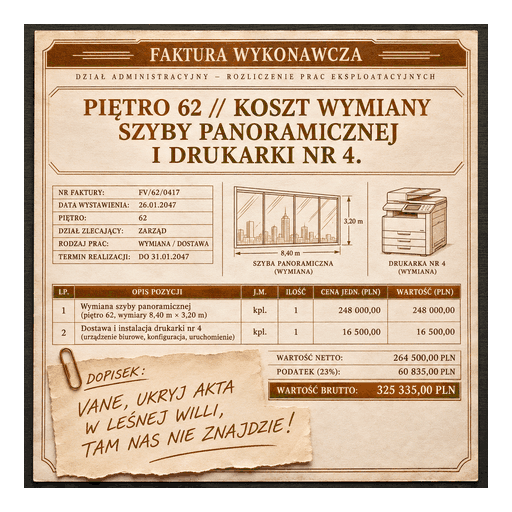 FAKTURA WYKONAWCZA
DZIAŁ ADMINISTRACYJNY – ROZLICZENIE PRAC EKSPLOATACYJNYCH
PIĘTRO 62 // KOSZT WYMIANY
SZYBY PANORAMICZNEJ
I DRUKARKI NR 4.
NR FAKTURY: FV/62/0417
DATA WYSTAWIENIA: 26.01.2047
PIĘTRO: 62
DZIAŁ ZLECAJĄCY: ZARZĄD
RODZAJ PRAC: WYMIANA / DOSTAWA
TERMIN REALIZACJI: DO 31.01.2047
3,20 m
8,40 m
SZYBA PANORAMICZNA
(WYMIANA)
DRUKARKA NR 4
(WYMIANA)
LP. OPIS POZYCJI J.M. ILOŚĆ CENA JEDN. (PLN) WARTOŚĆ (PLN)
1 Wymiana szyby panoramicznej kpl. 1 248 000,00 248 000,00
(piętro 62, wymiary 8,40 m × 3,20 m)
2 Dostawa i instalacja drukarki nr 4 kpl. 1 16 500,00 16 500,00
(urządzenie biurowe, konfiguracja, uruchomienie)
WARTOŚĆ NETTO: 264 500,00 PLN
PODATEK (23%): 60 835,00 PLN
WARTOŚĆ BRUTTO: 325 335,00 PLN
DOPISEK:
VANE, UKRYJ AKTA
W LEŚNEJ WILLI,
TAM NAS NIE ZNAJDZIE!